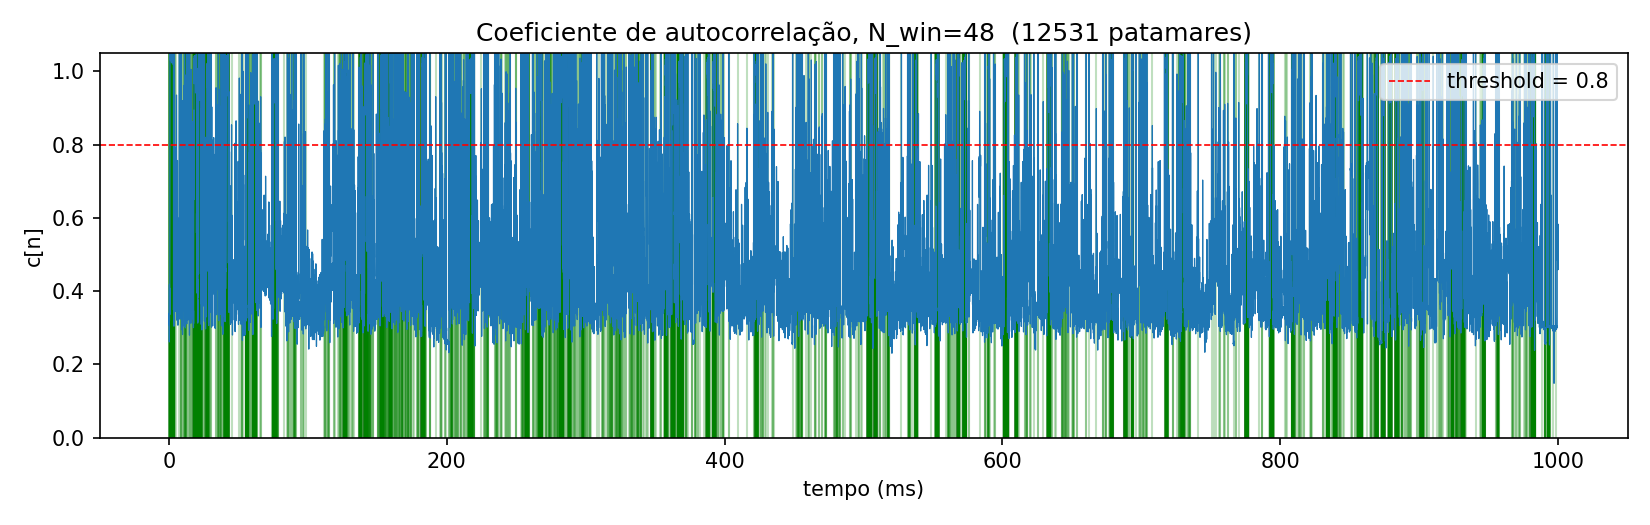 Coeficiente de autocorrelação, N_win=48 (12531 patamares)
threshold = 0.8
c[n]
1.0
0.8
0.6
0.4
0.2
0.0
0 200 400 600 800 1000
tempo (ms)